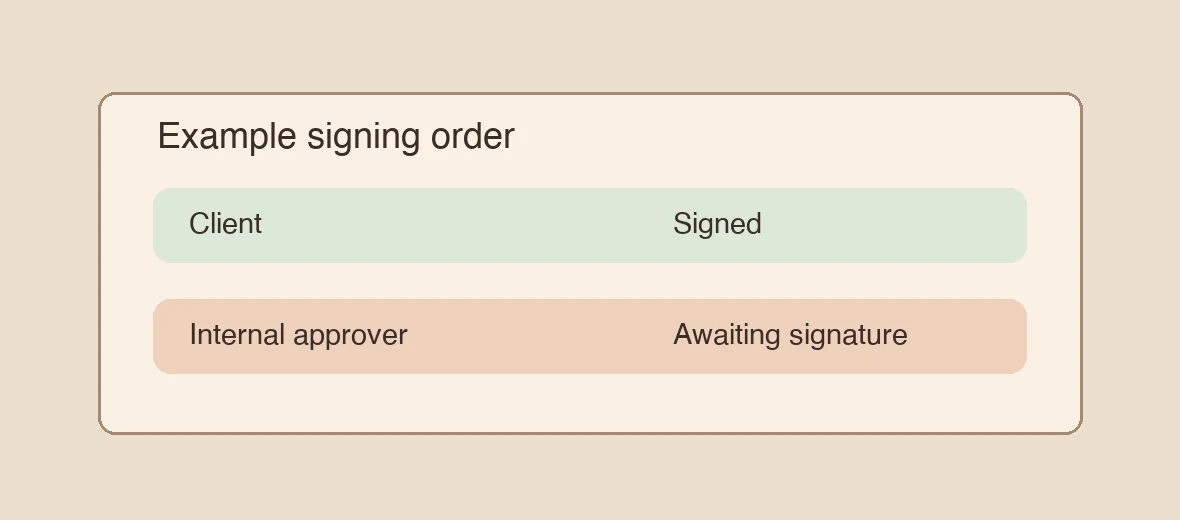 Example signing order
Client Signed
Internal approver Awaiting signature